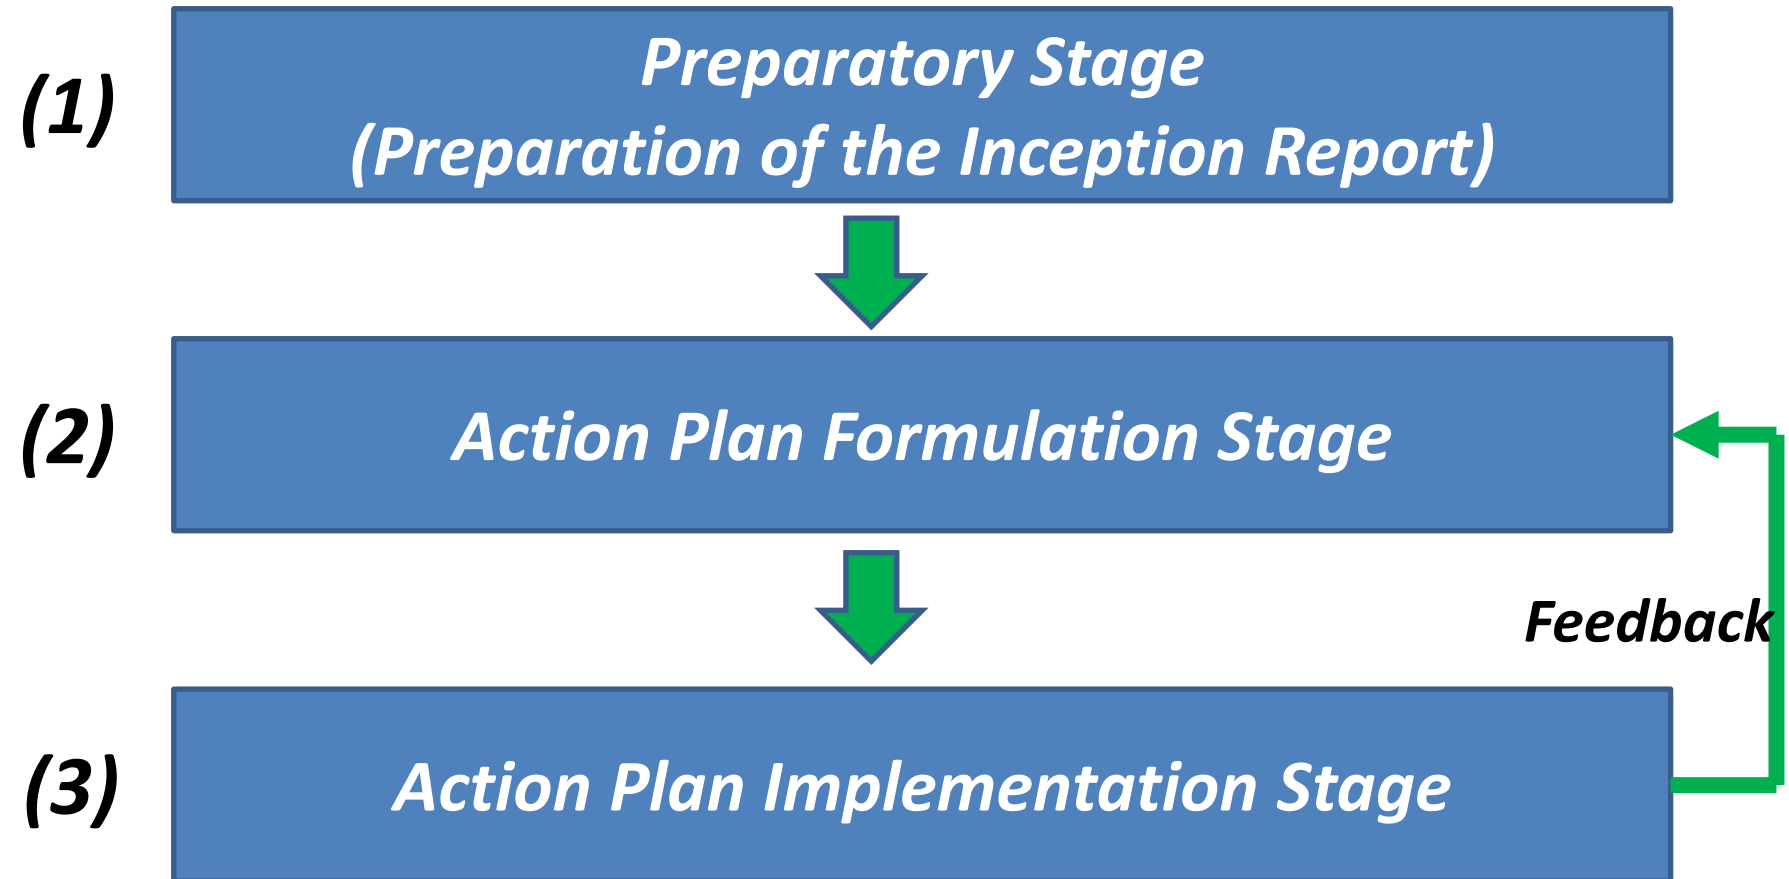 (1)
Preparatory Stage
(Preparation of the Inception Report)
(2)
Action Plan Formulation Stage
Feedback
(3)
Action Plan Implementation Stage